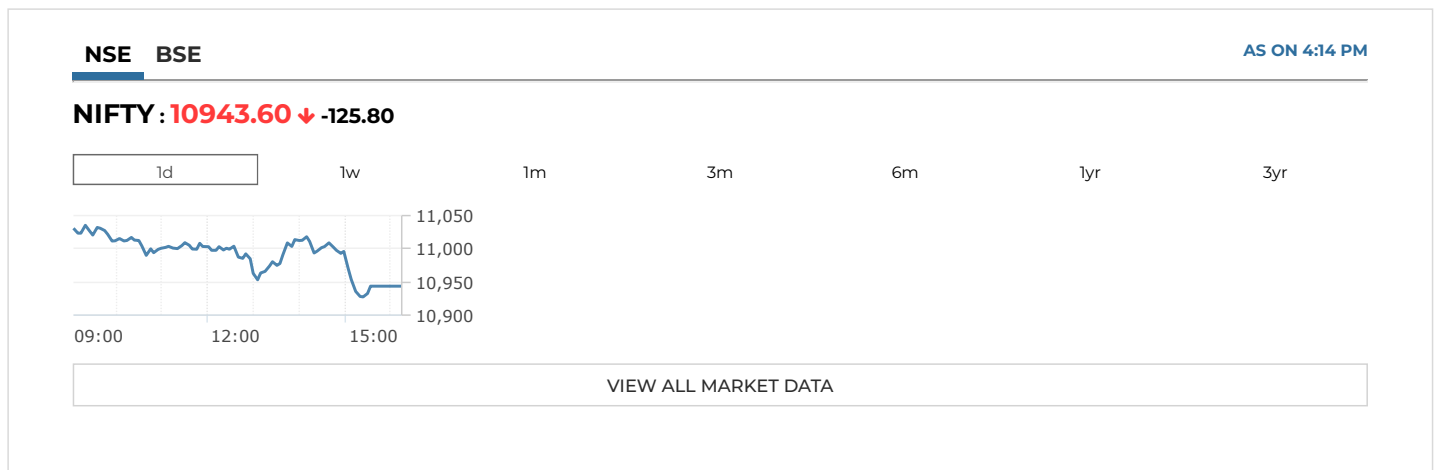 NSE BSE AS ON 4:14 PM
NIFTY : 10943.60 -125.80
1d 1w 1m 3m 6m 1yr 3yr
11,050
11,000
10,950
10,900
09:00 12:00 15:00
VIEW ALL MARKET DATA